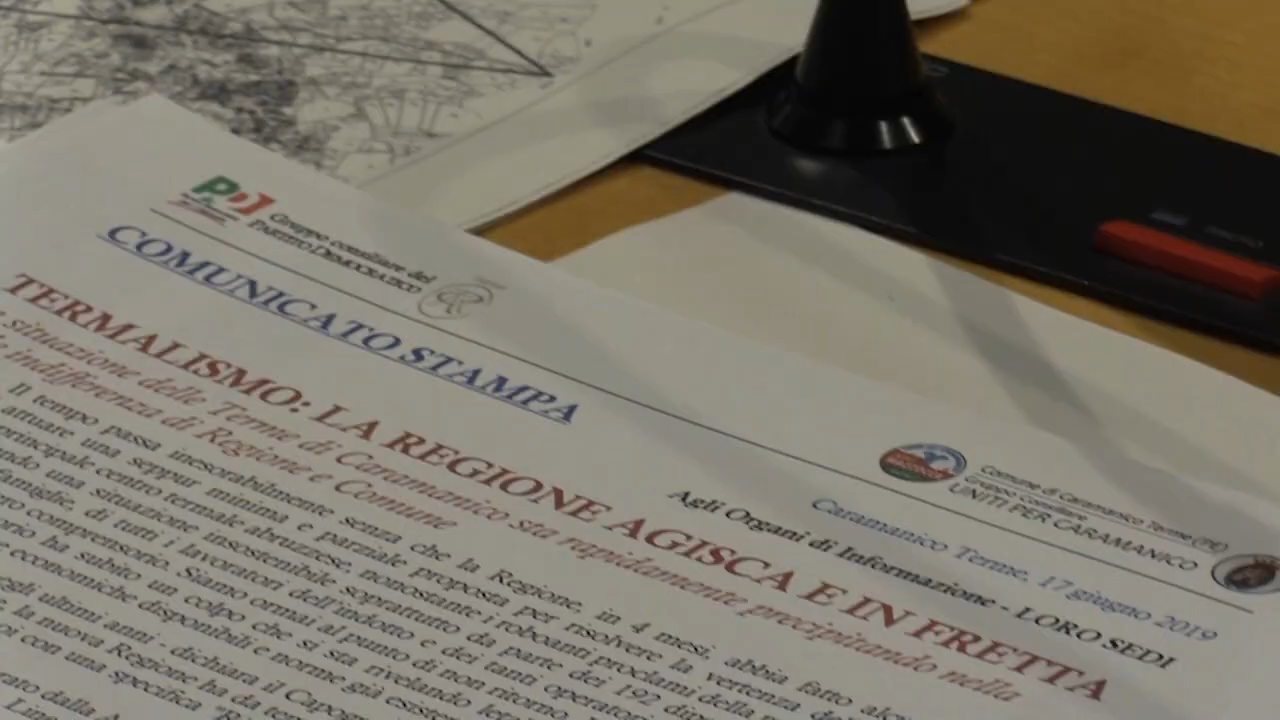 PD
Gruppo consiliare del
PARTITO DEMOCRATICO
Comune di Caramanico Terme (PE)
Gruppo Consiliare
UNITI PER CARAMANICO
COMUNICATO STAMPA
Caramanico Terme, 17 giugno 2019
Agli Organi di Informazione - LORO SEDI
TERMALISMO: LA REGIONE AGISCA E IN FRETTA
situazione delle Terme di Caramanico sta rapidamente precipitando nella
indifferenza di Regione e Comune
Il tempo passa inesorabilmente senza che la Regione, in 4 mesi, abbia fatto
attuare una seppur minima e parziale proposta per risolvere la vertenza
principale centro termale abruzzese, nonostante i roboanti proclami della
una situazione insostenibile soprattutto da parte dei 192
famiglie, di tutti i lavoratori dell'indotto e dei tanti
comprensorio. Siamo ormai al punto di non ritorno.
ha subito un colpo che si sta rivelando
economiche disponibili e norme già
negli ultimi anni - dichiara il
la nuova Regione ha da
con una specifica
dalla